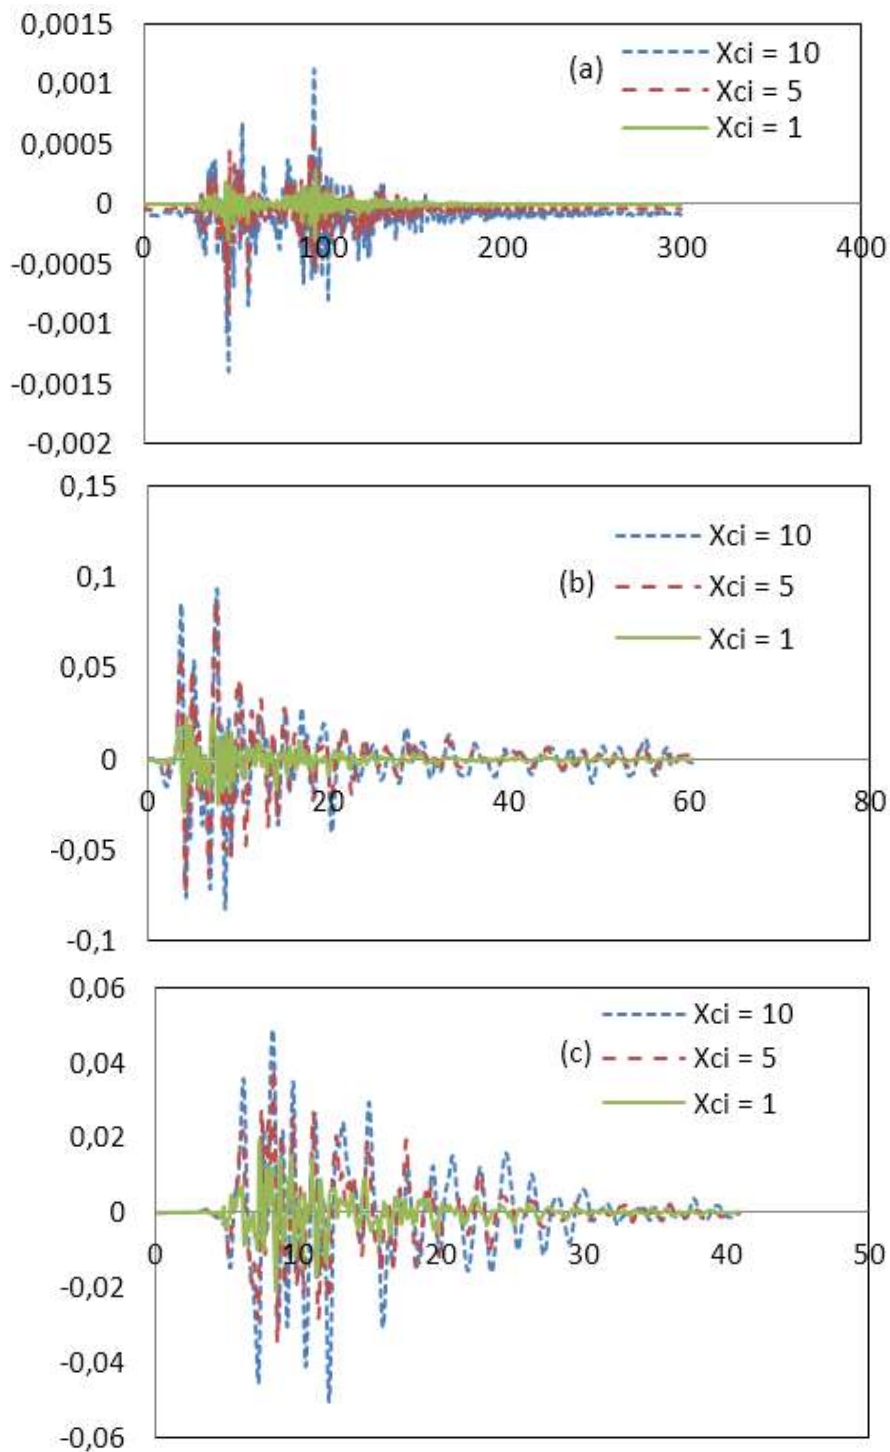 0,0015
(a)
Xci = 10
0,001
Xci = 5
0,0005
Xci = 1
0
0 100 200 300 400
-0,0005
-0,001
-0,0015
-0,002
0,15
Xci = 10
0,1
(b)
Xci = 5
0,05
Xci = 1
0
0 20 40 60 80
-0,05
-0,1
0,06
Xci = 10
0,04
(c)
Xci = 5
Xci = 1
0,02
0
0 10 20 30 40 50
-0,02
-0,04
-0,06